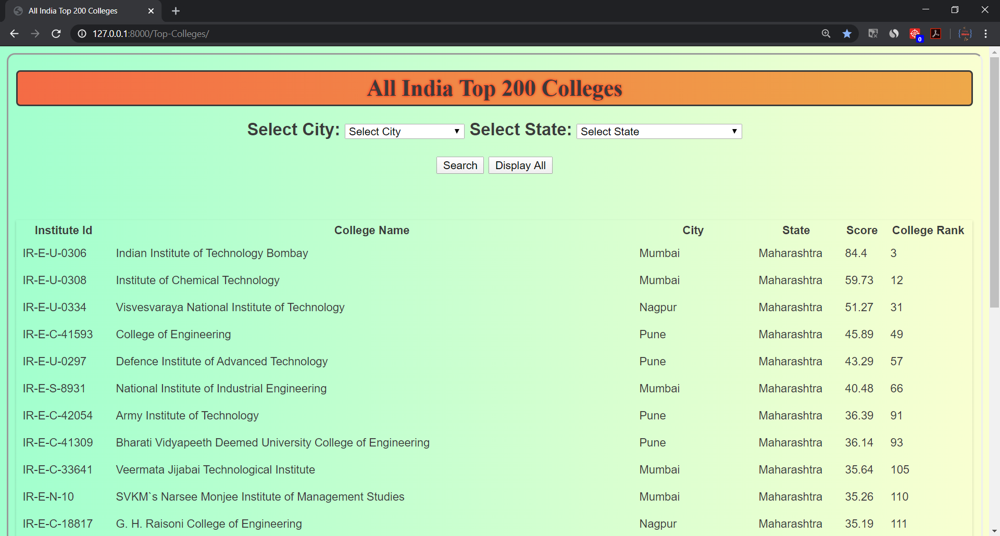 All India Top 200 Colleges
127.0.0.1:8000/Top-Colleges/
0
All India Top 200 Colleges
Select City: Select City Select State: Select State
Search Display All
Institute Id College Name City State Score College Rank
IR-E-U-0306 Indian Institute of Technology Bombay Mumbai Maharashtra 84.4 3
IR-E-U-0308 Institute of Chemical Technology Mumbai Maharashtra 59.73 12
IR-E-U-0334 Visvesvaraya National Institute of Technology Nagpur Maharashtra 51.27 31
IR-E-C-41593 College of Engineering Pune Maharashtra 45.89 49
IR-E-U-0297 Defence Institute of Advanced Technology Pune Maharashtra 43.29 57
IR-E-S-8931 National Institute of Industrial Engineering Mumbai Maharashtra 40.48 66
IR-E-C-42054 Army Institute of Technology Pune Maharashtra 36.39 91
IR-E-C-41309 Bharati Vidyapeeth Deemed University College of Engineering Pune Maharashtra 36.14 93
IR-E-C-33641 Veermata Jijabai Technological Institute Mumbai Maharashtra 35.64 105
IR-E-N-10 SVKM`s Narsee Monjee Institute of Management Studies Mumbai Maharashtra 35.26 110
IR-E-C-18817 G. H. Raisoni College of Engineering Nagpur Maharashtra 35.19 111